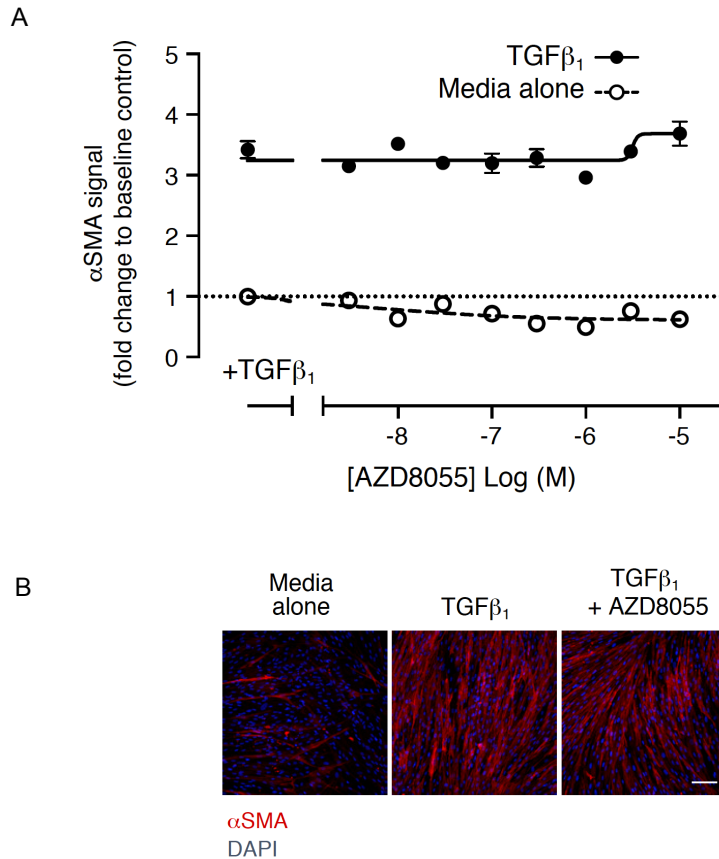 A
αSMA signal
(fold change to baseline control)
5
4
3
2
1
0
TGFβ₁
Media alone
+TGFβ₁
-8
-7
-6
-5
[AZD8055] Log (M)
B
Media
alone
TGFβ₁
TGFβ₁
+ AZD8055
αSMA
DAPI